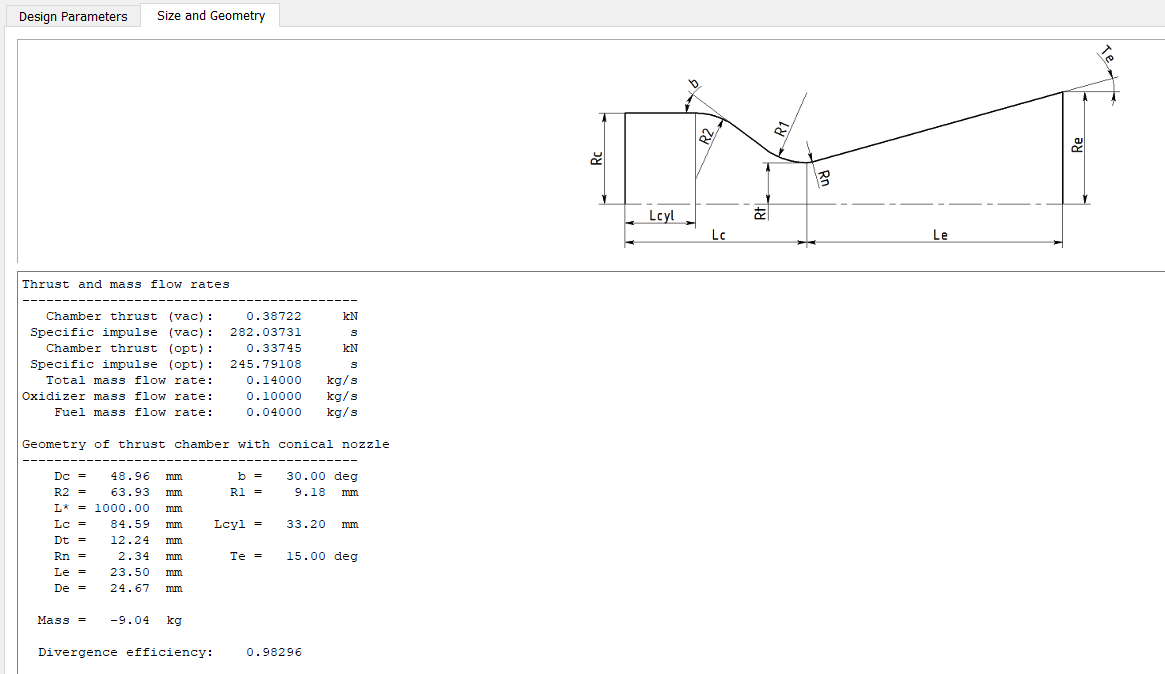 Design Parameters Size and Geometry
Te
b
R1
R2
Rc
Re
Rn
Rt
Lcyl
Lc Le
Thrust and mass flow rates
------------------------------------------
Chamber thrust (vac): 0.38722 kN
Specific impulse (vac): 282.03731 s
Chamber thrust (opt): 0.33745 kN
Specific impulse (opt): 245.79108 s
Total mass flow rate: 0.14000 kg/s
Oxidizer mass flow rate: 0.10000 kg/s
Fuel mass flow rate: 0.04000 kg/s
Geometry of thrust chamber with conical nozzle
------------------------------------------
Dc = 48.96 mm b = 30.00 deg
R2 = 63.93 mm R1 = 9.18 mm
L* = 1000.00 mm
Lc = 84.59 mm Lcyl = 33.20 mm
Dt = 12.24 mm
Rn = 2.34 mm Te = 15.00 deg
Le = 23.50 mm
De = 24.67 mm
Mass = -9.04 kg
Divergence efficiency: 0.98296